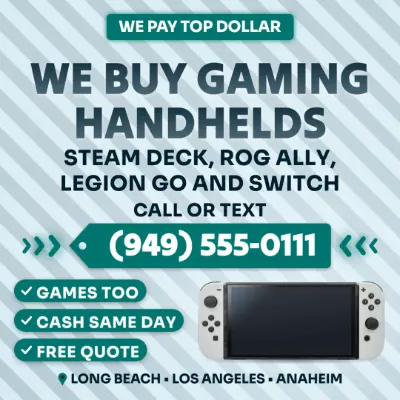 WE PAY TOP DOLLAR
WE BUY GAMING
HANDHELDS
STEAM DECK, ROG ALLY,
LEGION GO AND SWITCH
CALL OR TEXT
(949) 555-0111
GAMES TOO
CASH SAME DAY
FREE QUOTE
LONG BEACH • LOS ANGELES • ANAHEIM